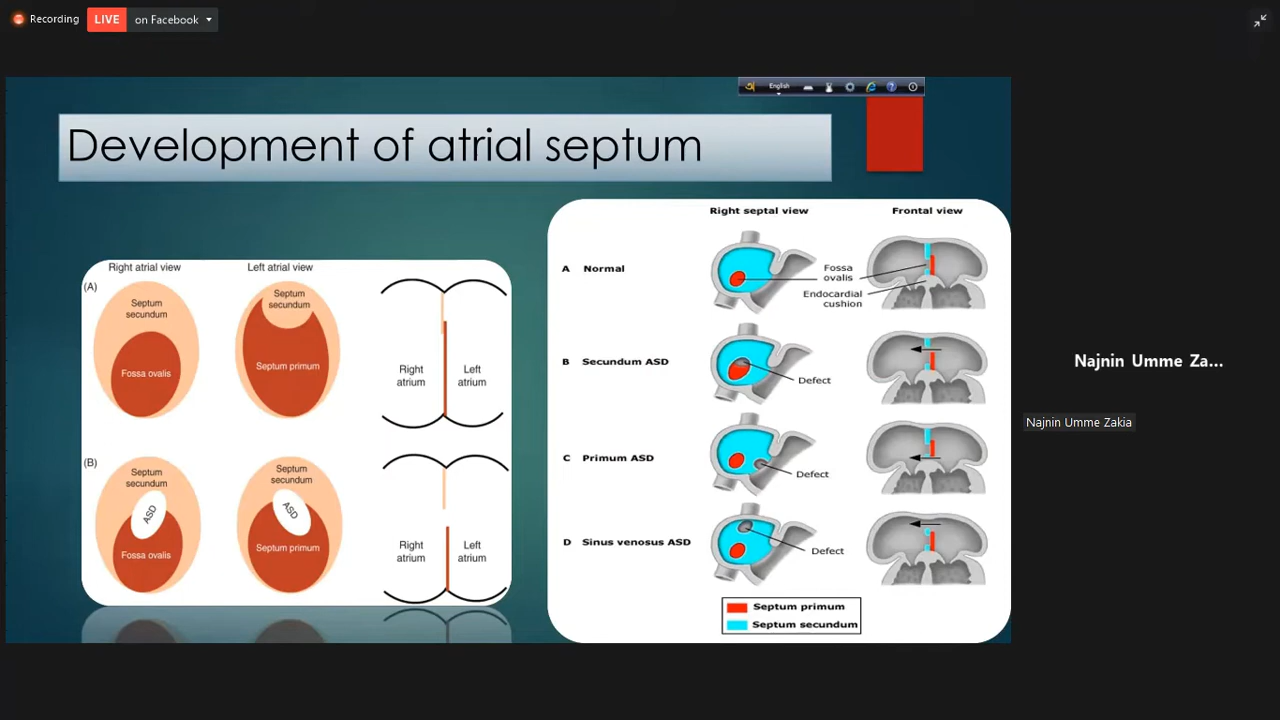 Recording
LIVE
on Facebook
অ
English
Development of atrial septum
Right atrial view
Left atrial view
(A)
Septum
secundum
Fossa ovalis
Septum
secundum
Septum primum
Right
atrium
Left
atrium
(B)
Septum
secundum
ASD
Fossa ovalis
Septum
secundum
ASD
Septum primum
Right
atrium
Left
atrium
Right septal view
Frontal view
A Normal
Fossa
ovalis
Endocardial
cushion
B Secundum ASD
Defect
C Primum ASD
Defect
D Sinus venosus ASD
Defect
Septum primum
Septum secundum
Najnin Umme Za...
Najnin Umme Zakia